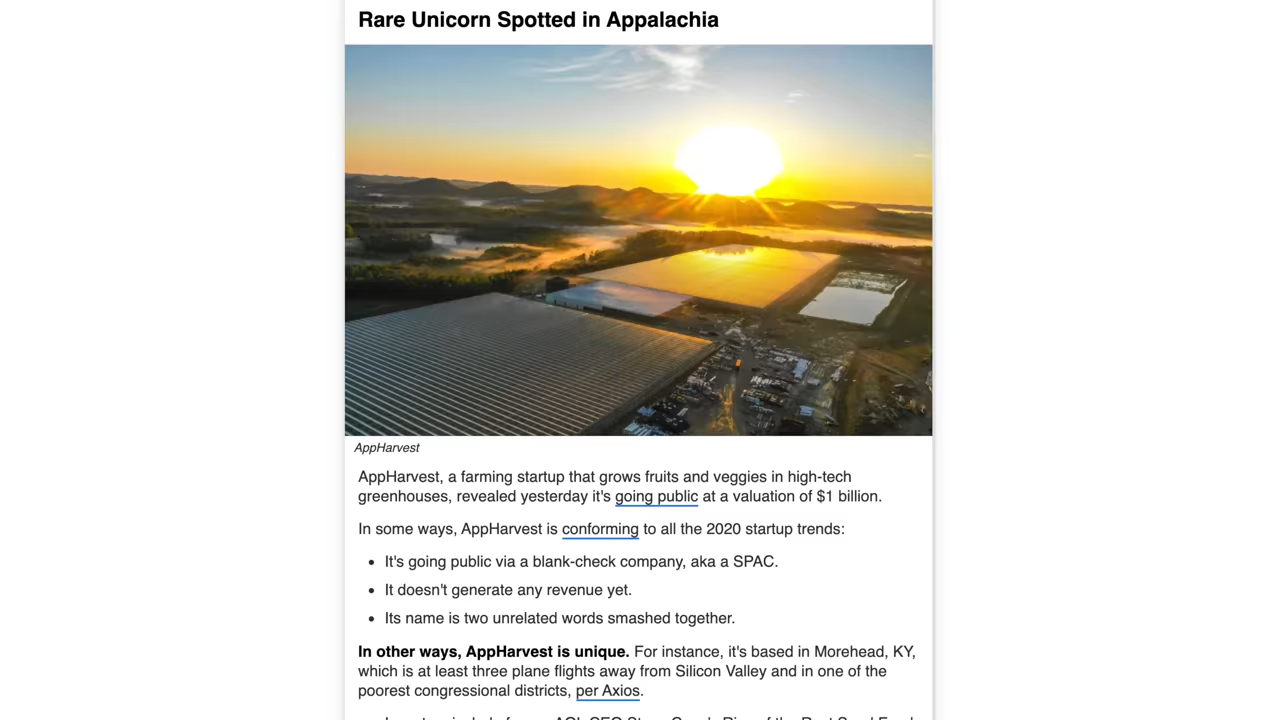 Rare Unicorn Spotted in Appalachia
AppHarvest
AppHarvest, a farming startup that grows fruits and veggies in high-tech
greenhouses, revealed yesterday it's going public at a valuation of $1 billion.
In some ways, AppHarvest is conforming to all the 2020 startup trends:
• It's going public via a blank-check company, aka a SPAC.
• It doesn't generate any revenue yet.
• Its name is two unrelated words smashed together.
In other ways, AppHarvest is unique. For instance, it's based in Morehead, KY,
which is at least three plane flights away from Silicon Valley and in one of the
poorest congressional districts, per Axios.